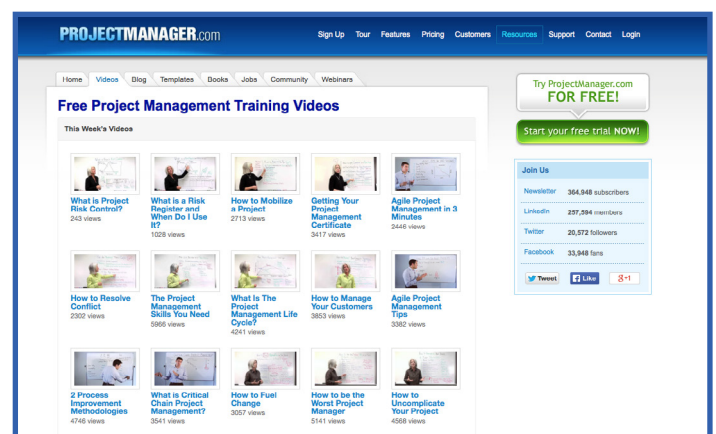 PROJECTMANAGER.com
Sign Up Tour Features Pricing Customers Resources Support Contact Login
Home Videos Blog Templates Books Jobs Community Webinars
Free Project Management Training Videos
This Week's Videos
What is Project
Risk Control?
243 views
What is a Risk
Register and
When Do I Use
It?
1028 views
How to Mobilize
a Project
2713 views
Getting Your
Project
Management
Certificate
3417 views
Agile Project
Management in 3
Minutes
2446 views
How to Resolve
Conflict
2302 views
The Project
Management
Skills You Need
5966 views
What Is The
Project
Management Life
Cycle?
4241 views
How to Manage
Your Customers
3853 views
Agile Project
Management
Tips
3382 views
2 Process
Improvement
Methodologies
4746 views
What is Critical
Chain Project
Management?
3541 views
How to Fuel
Change
3057 views
How to be the
Worst Project
Manager
5141 views
How to
Uncomplicate
Your Project
4568 views
Try ProjectManager.com
FOR FREE!
Start your free trial NOW!
Join Us
Newsletter 364,948 subscribers
LinkedIn 257,594 members
Twitter 20,572 followers
Facebook 33,948 fans
Tweet Like +1